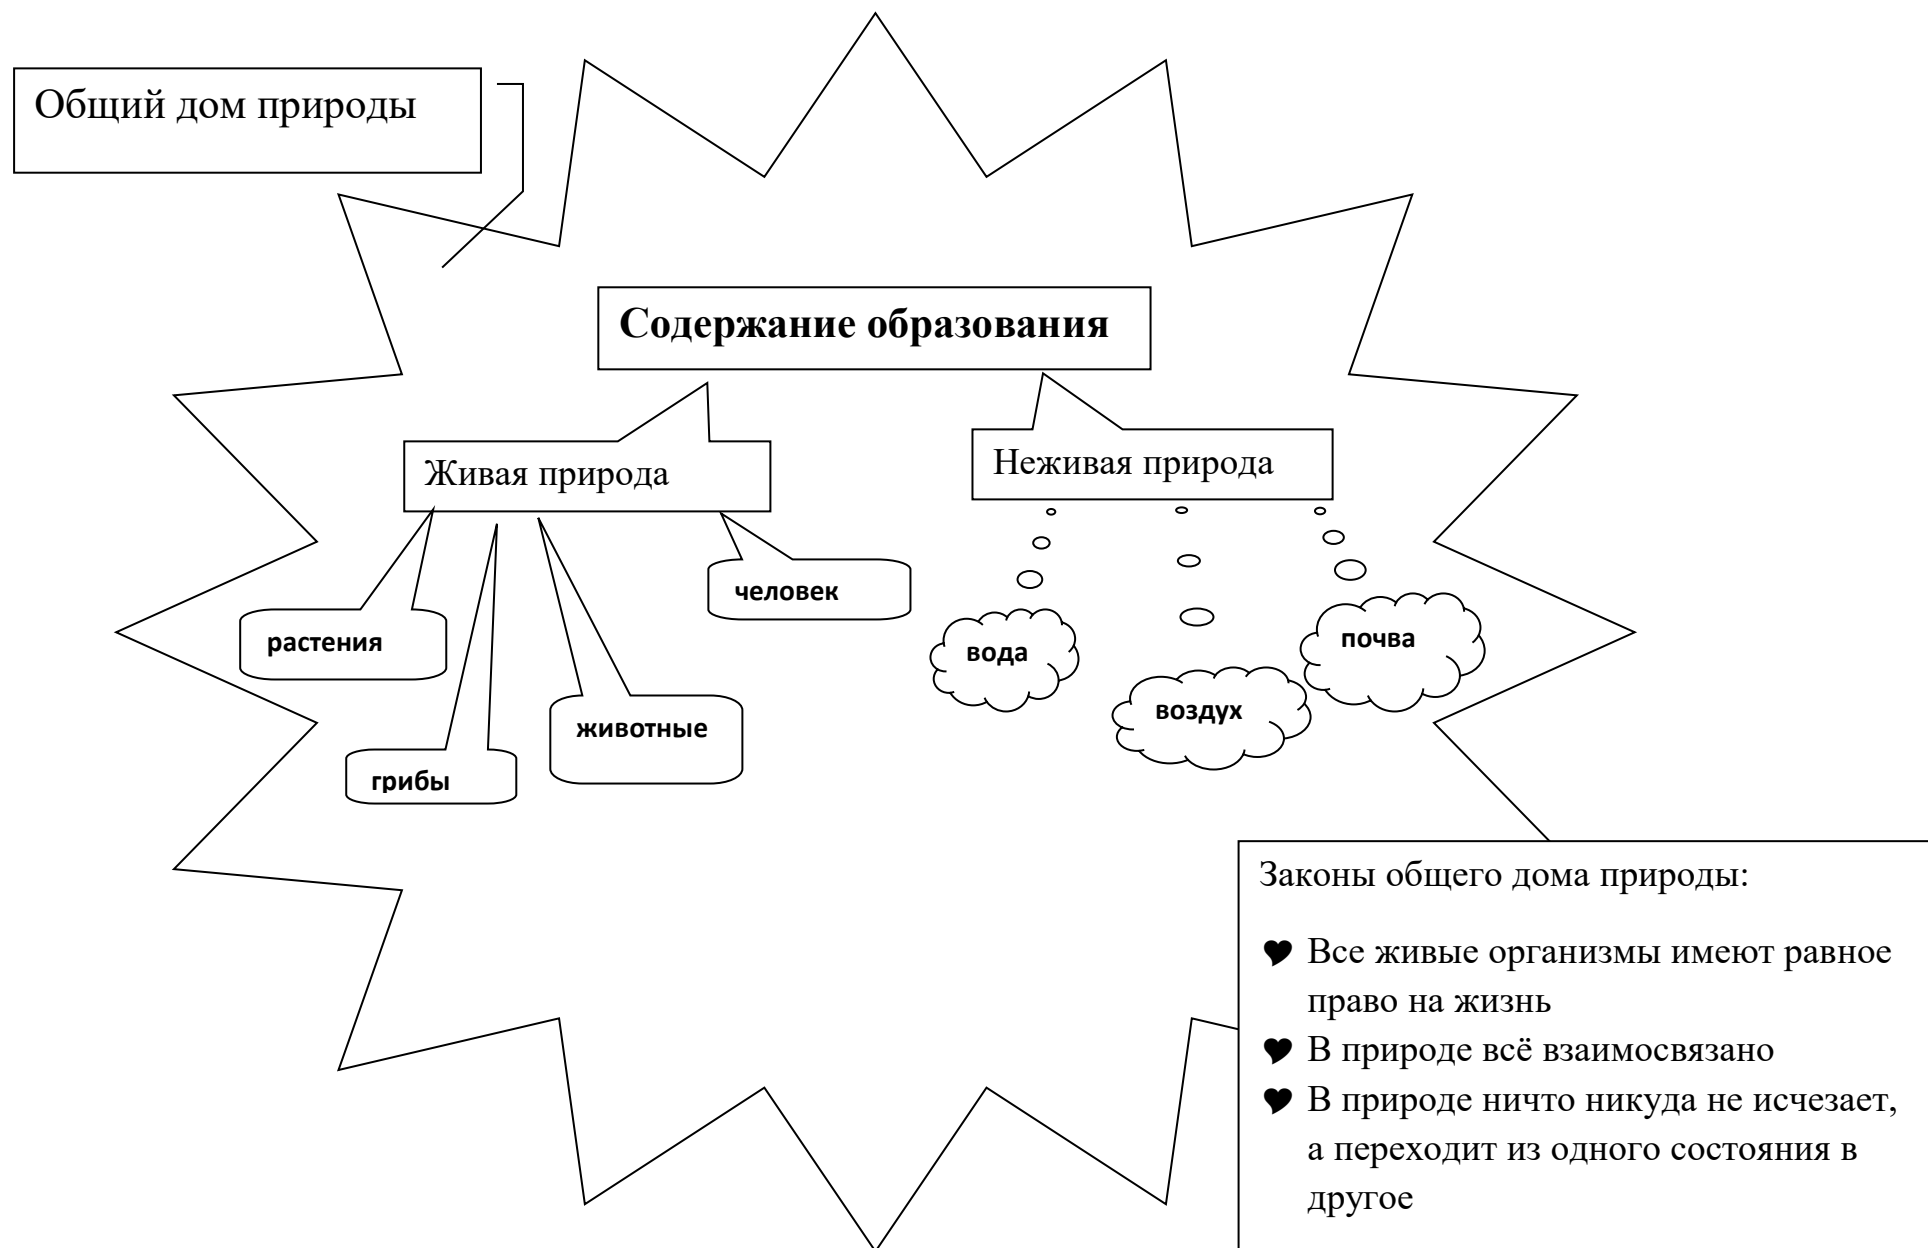 Общий дом природы
Содержание образования
Живая природа
Неживая природа
человек
растения
вода
почва
животные
воздух
грибы
Законы общего дома природы:
Все живые организмы имеют равное
право на жизнь
В природе всё взаимосвязано
В природе ничто никуда не исчезает,
а переходит из одного состояния в
другое